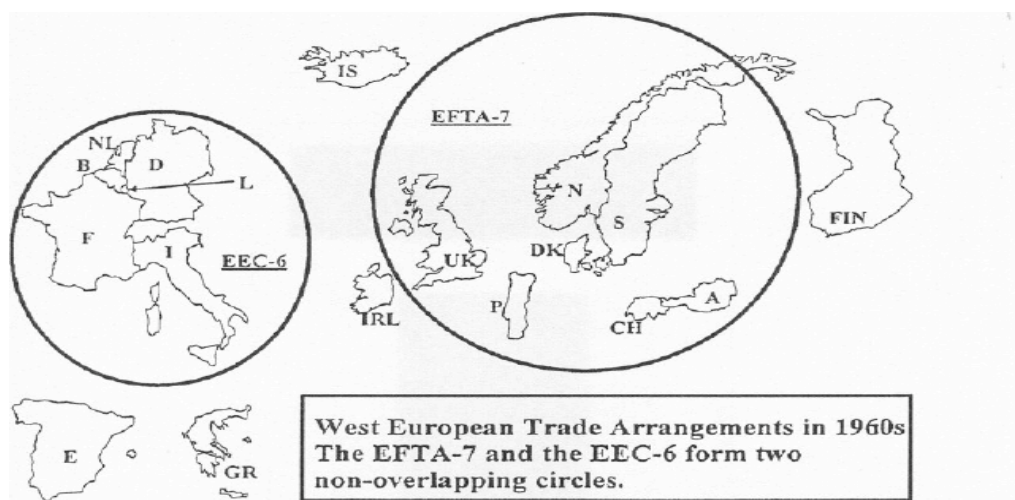 IS
EFTA-7
NL
B
D
L
N
FIN
F
S
I
EEC-6
DK
UK
P
A
IRL
CH
E
GR
West European Trade Arrangements in 1960s
The EFTA-7 and the EEC-6 form two
non-overlapping circles.